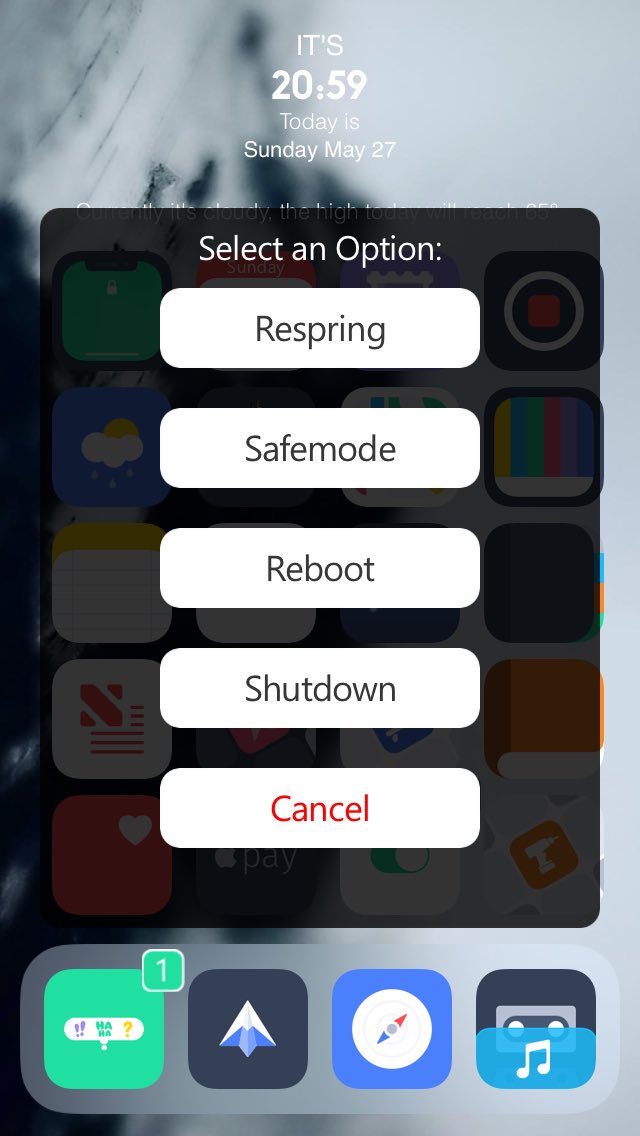 IT'S
20:59
Today is
Sunday May 27
Currently it's cloudy, the high today will reach 65°
Select an Option:
Sunday
Respring
Safemode
Reboot
Shutdown
Cancel
pay
1
!! HA HA ?